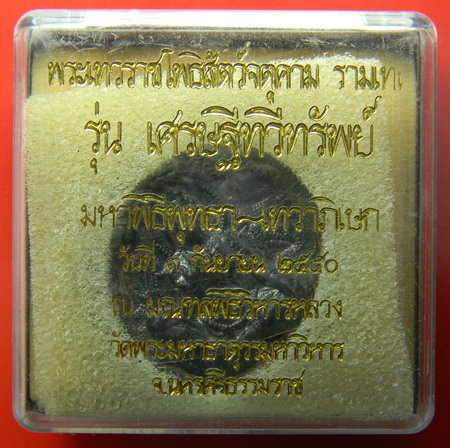 พระเทวราชโพธิสัตว์จตุคาม รามเท
รุ่น เศรษฐีทวีทรัพย์
มหาพิธีพุทธา-เทวาภิเษก
วันที่ ๙ กันยายน ๒๕๕๐
ณ มณฑลพิธีวิหารหลวง
วัดพระมหาธาตุวรมหาวิหาร
จ.นครศรีธรรมราช